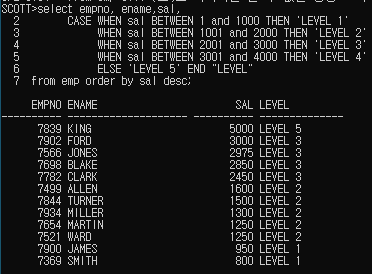 SCOTT>select empno, ename,sal,
  2        CASE WHEN sal BETWEEN 1 and 1000 THEN 'LEVEL 1'
  3             WHEN sal BETWEEN 1001 and 2000 THEN 'LEVEL 2'
  4             WHEN sal BETWEEN 2001 and 3000 THEN 'LEVEL 3'
  5             WHEN sal BETWEEN 3001 and 4000 THEN 'LEVEL 4'
  6             ELSE 'LEVEL 5' END "LEVEL"
  7  from emp order by sal desc;
EMPNO ENAME SAL LEVEL
7839 KING 5000 LEVEL 5
7902 FORD 3000 LEVEL 3
7566 JONES 2975 LEVEL 3
7698 BLAKE 2850 LEVEL 3
7782 CLARK 2450 LEVEL 3
7499 ALLEN 1600 LEVEL 2
7844 TURNER 1500 LEVEL 2
7934 MILLER 1300 LEVEL 2
7654 MARTIN 1250 LEVEL 2
7521 WARD 1250 LEVEL 2
7900 JAMES 950 LEVEL 1
7369 SMITH 800 LEVEL 1